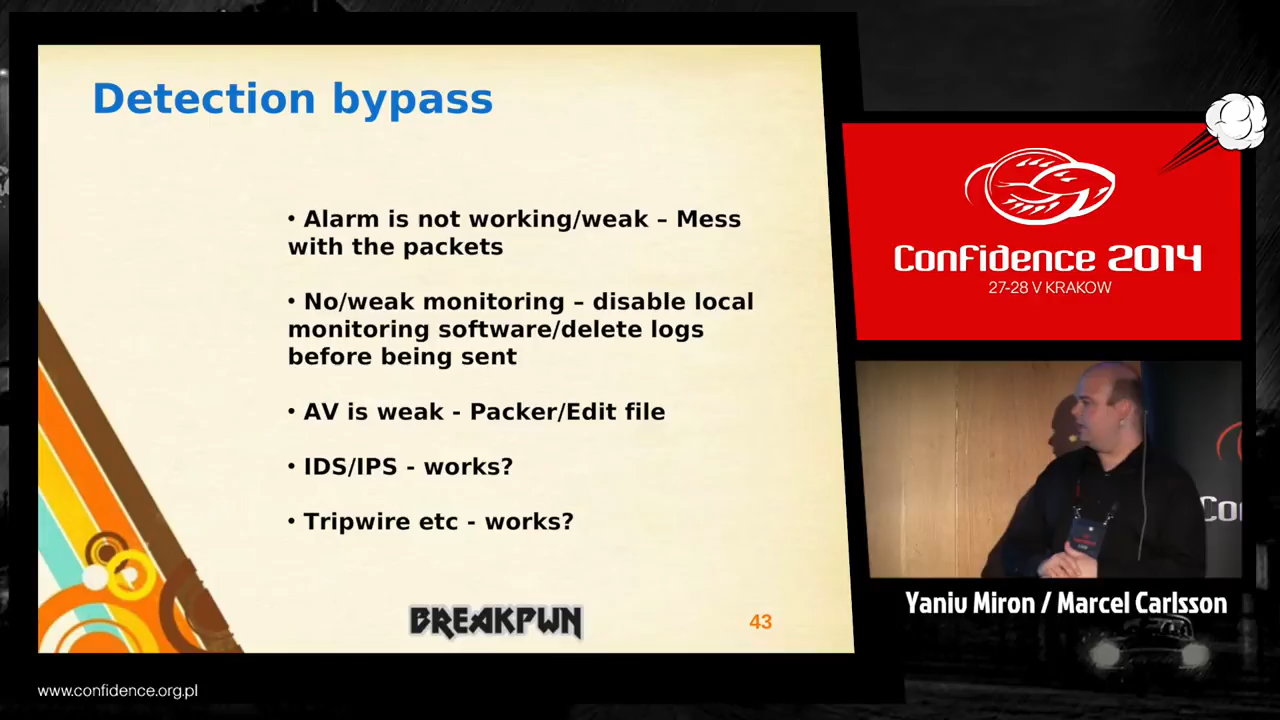 Detection bypass
• Alarm is not working/weak – Mess
with the packets
• No/weak monitoring – disable local
monitoring software/delete logs
before being sent
• AV is weak - Packer/Edit file
• IDS/IPS - works?
• Tripwire etc - works?
BREAKPWN
43
ConFidence 2014
27-28 V KRAKOW
Yaniv Miron / Marcel Carlsson
www.confidence.org.pl